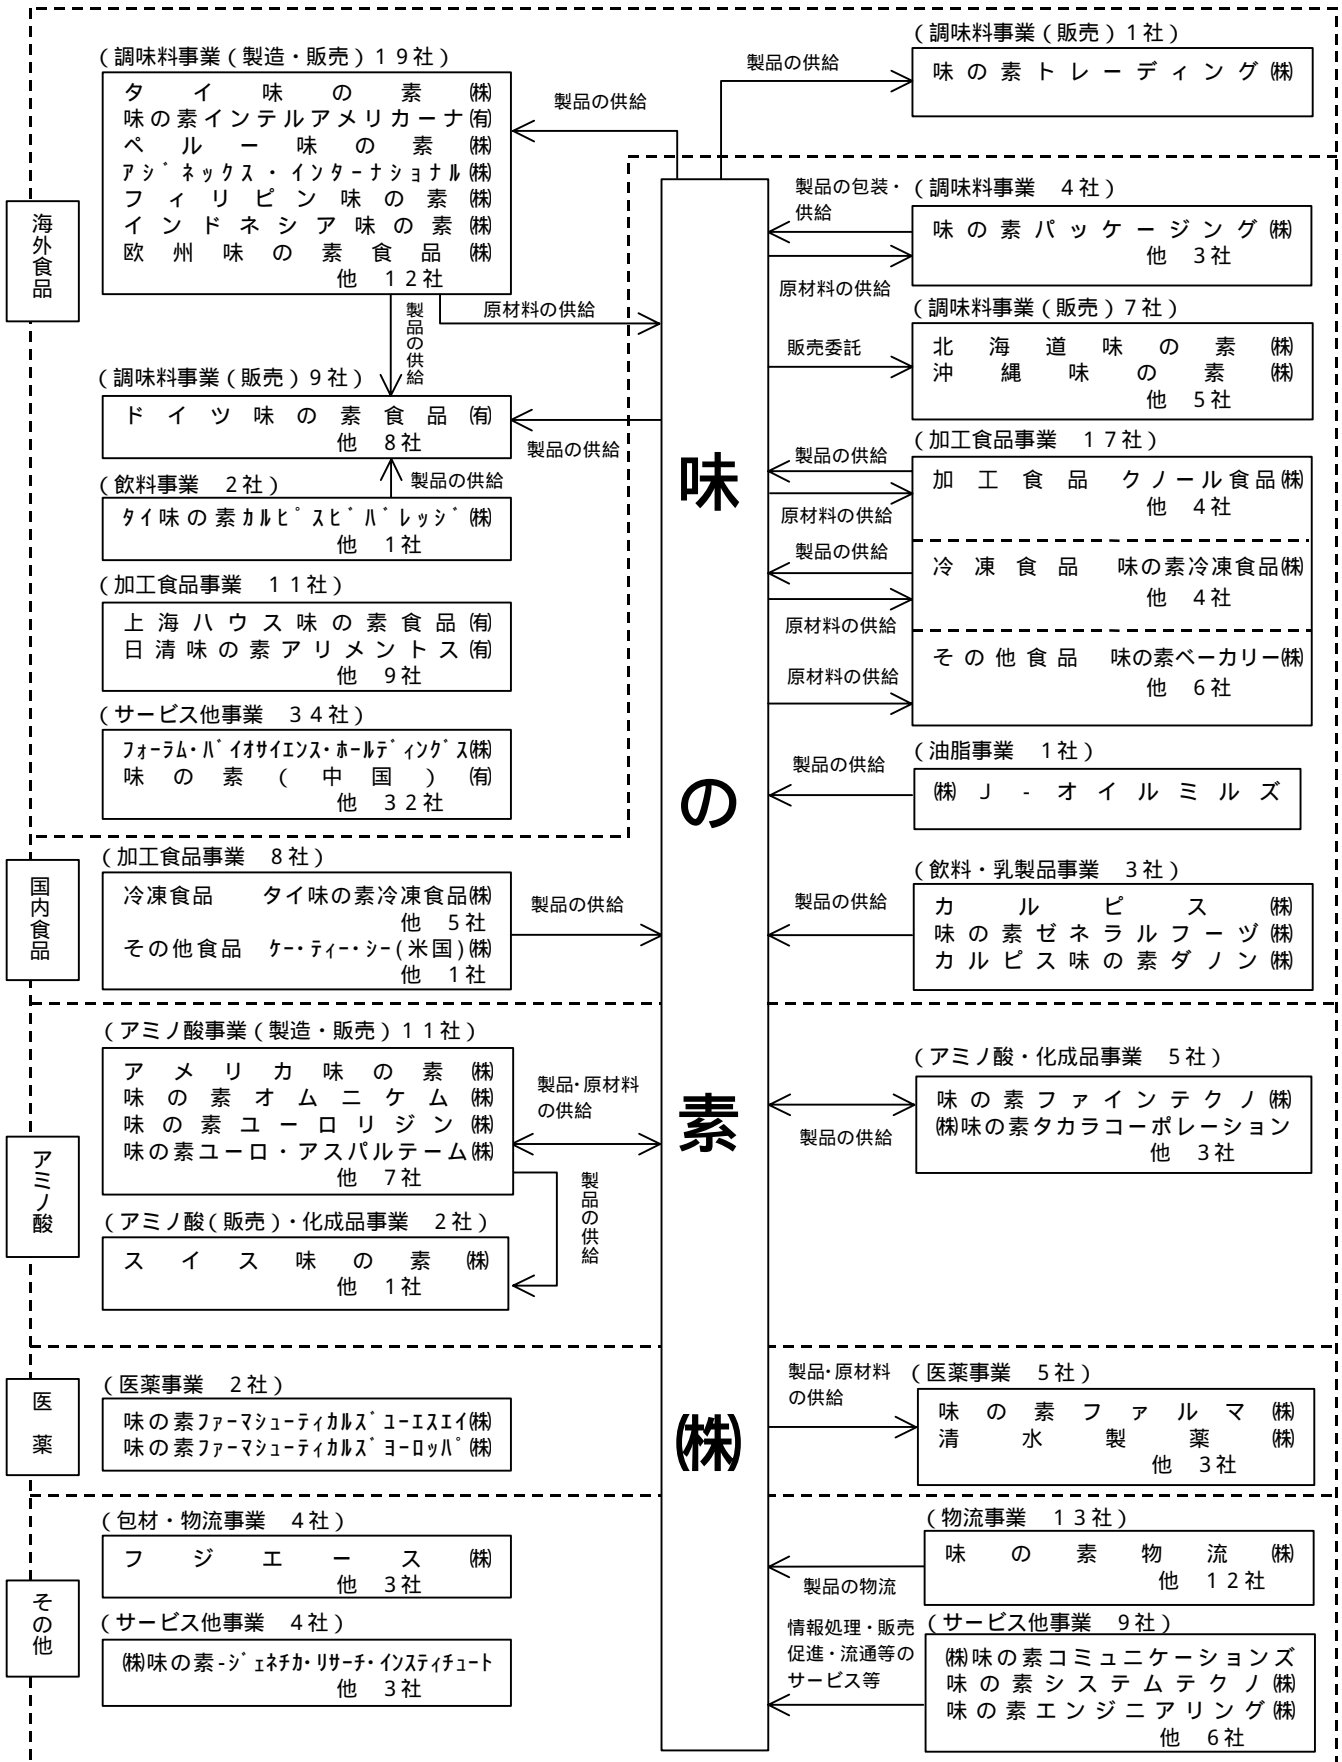 海外食品
(調味料事業(製造・販売)19社)
タイ味の素㈱
味の素インテルアメリカーナ㈲
ペルー味の素㈱
アジネックス・インターナショナル㈱
フィリピン味の素㈱
インドネシア味の素㈱
欧州味の素食品㈱
他 12社
製品の供給
製品の供給
原材料の供給
(調味料事業(販売)9社)
ドイツ味の素食品㈲
他 8社
製品の供給
(飲料事業 2社)
製品の供給
タイ味の素カルピスビバレッジ㈱
他 1社
(加工食品事業 11社)
上海ハウス味の素食品㈲
日清味の素アリメントス㈲
他 9社
(サービス他事業 34社)
フォーラム・バイオサイエンス・ホールディングス㈱
味の素(中国)㈲
他 32社
国内食品
(加工食品事業 8社)
冷凍食品 タイ味の素冷凍食品㈱
他 5社
その他食品 ケー・ティー・シー(米国)㈱
他 1社
製品の供給
アミノ酸
(アミノ酸事業(製造・販売)11社)
アメリカ味の素㈱
味の素オムニケム㈱
味の素ユーロリジン㈱
味の素ユーロ・アスパルテーム㈱
他 7社
製品・原材料
の供給
製品の供給
(アミノ酸(販売)・化成品事業 2社)
スイス味の素㈱
他 1社
医薬
(医薬事業 2社)
味の素ファーマシューティカルズユーエスエイ㈱
味の素ファーマシューティカルズヨーロッパ㈱
その他
(包材・物流事業 4社)
フジエース㈱
他 3社
(サービス他事業 4社)
㈱味の素-ジェネチカ・リサーチ・インスティチュート
他 3社
味の素㈱
(調味料事業(販売)1社)
製品の供給
味の素トレーディング㈱
製品の包装・
供給
(調味料事業 4社)
味の素パッケージング㈱
他 3社
原材料の供給
(調味料事業(販売)7社)
販売委託
北海道味の素㈱
沖縄味の素㈱
他 5社
(加工食品事業 17社)
製品の供給
加工食品 クノール食品㈱
他 4社
原材料の供給
製品の供給
冷凍食品 味の素冷凍食品㈱
他 4社
原材料の供給
その他食品 味の素ベーカリー㈱
原材料の供給
他 6社
(油脂事業 1社)
製品の供給
㈱J-オイルミルズ
(飲料・乳製品事業 3社)
製品の供給
カルピス㈱
味の素ゼネラルフーヅ㈱
カルピス味の素ダノン㈱
(アミノ酸・化成品事業 5社)
味の素ファインテクノ㈱
㈱味の素タカラコーポレーション
他 3社
製品の供給
製品・原材料
の供給
(医薬事業 5社)
味の素ファルマ㈱
清水製薬㈱
他 3社
(物流事業 13社)
味の素物流㈱
他 12社
製品の物流
情報処理・販売
促進・流通等の
サービス等
(サービス他事業 9社)
㈱味の素コミュニケーションズ
味の素システムテクノ㈱
味の素エンジニアリング㈱
他 6社